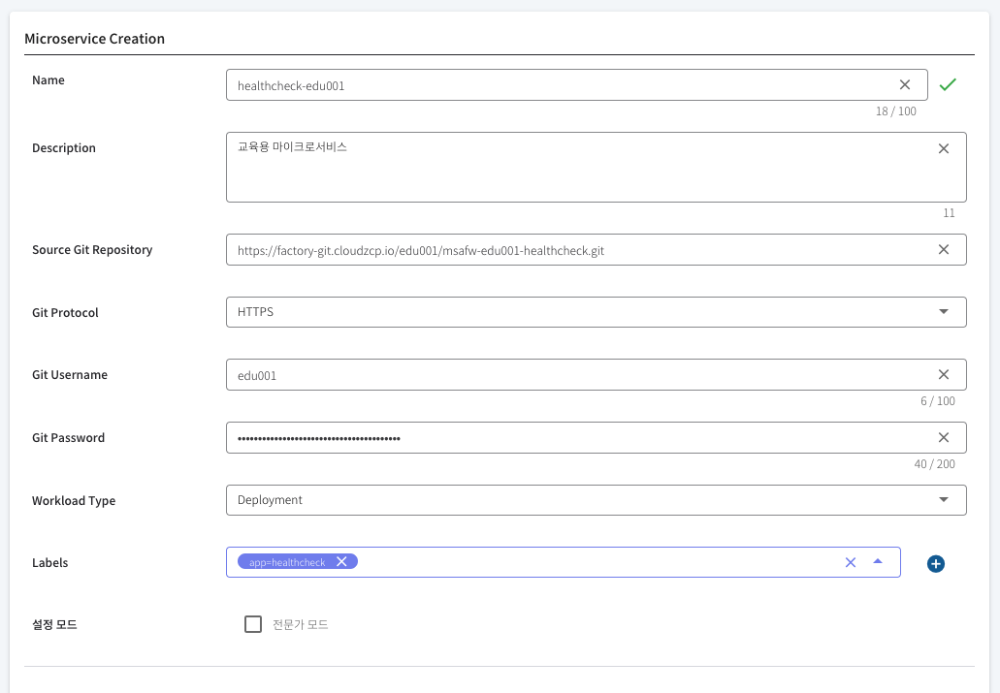 Microservice Creation
Name
healthcheck-edu001
18 / 100
Description
교육용 마이크로서비스
11
Source Git Repository
https://factory-git.cloudzcp.io/edu001/msafw-edu001-healthcheck.git
Git Protocol
HTTPS
Git Username
edu001
6 / 100
Git Password
40 / 200
Workload Type
Deployment
Labels
app=healthcheck
설정 모드
전문가 모드